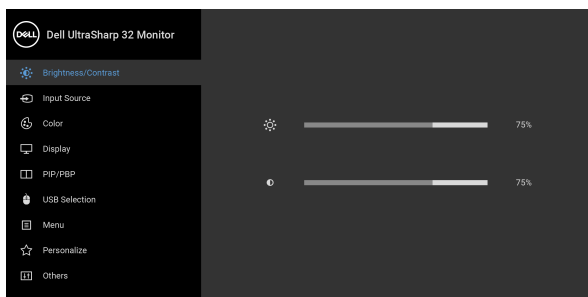 DELL Dell UltraSharp 32 Monitor
Brightness/Contrast
Input Source
Color
Display
PIP/PBP
USB Selection
Menu
Personalize
Others
75%
75%